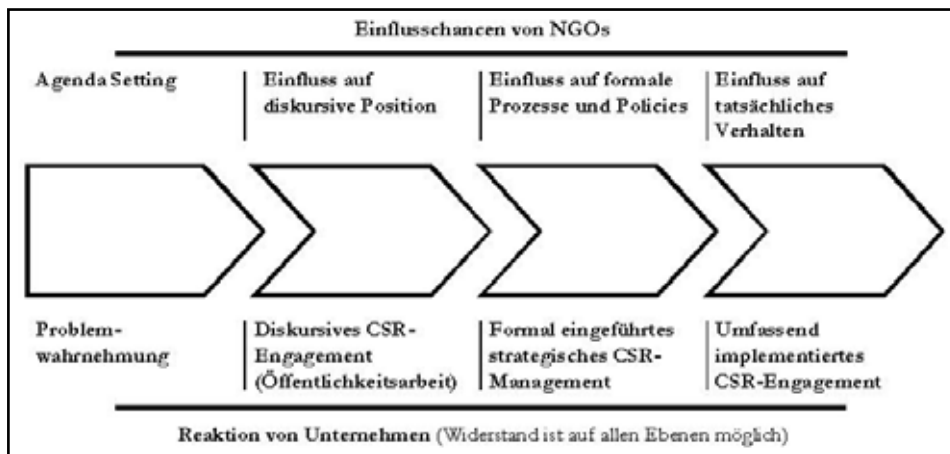 Einflusschancen von NGOs
Agenda Setting
Einfluss auf
diskursive Position
Einfluss auf formale
Prozesse und Policies
Einfluss auf
tatsächliches
Verhalten
Problem-
wahrnehmung
Diskursives CSR-
Engagement
(Öffentlichkeitsarbeit)
Formal eingeführtes
strategisches CSR-
Management
Umfassend
implementiertes
CSR-Engagement
Reaktion von Unternehmen (Widerstand ist auf allen Ebenen möglich)